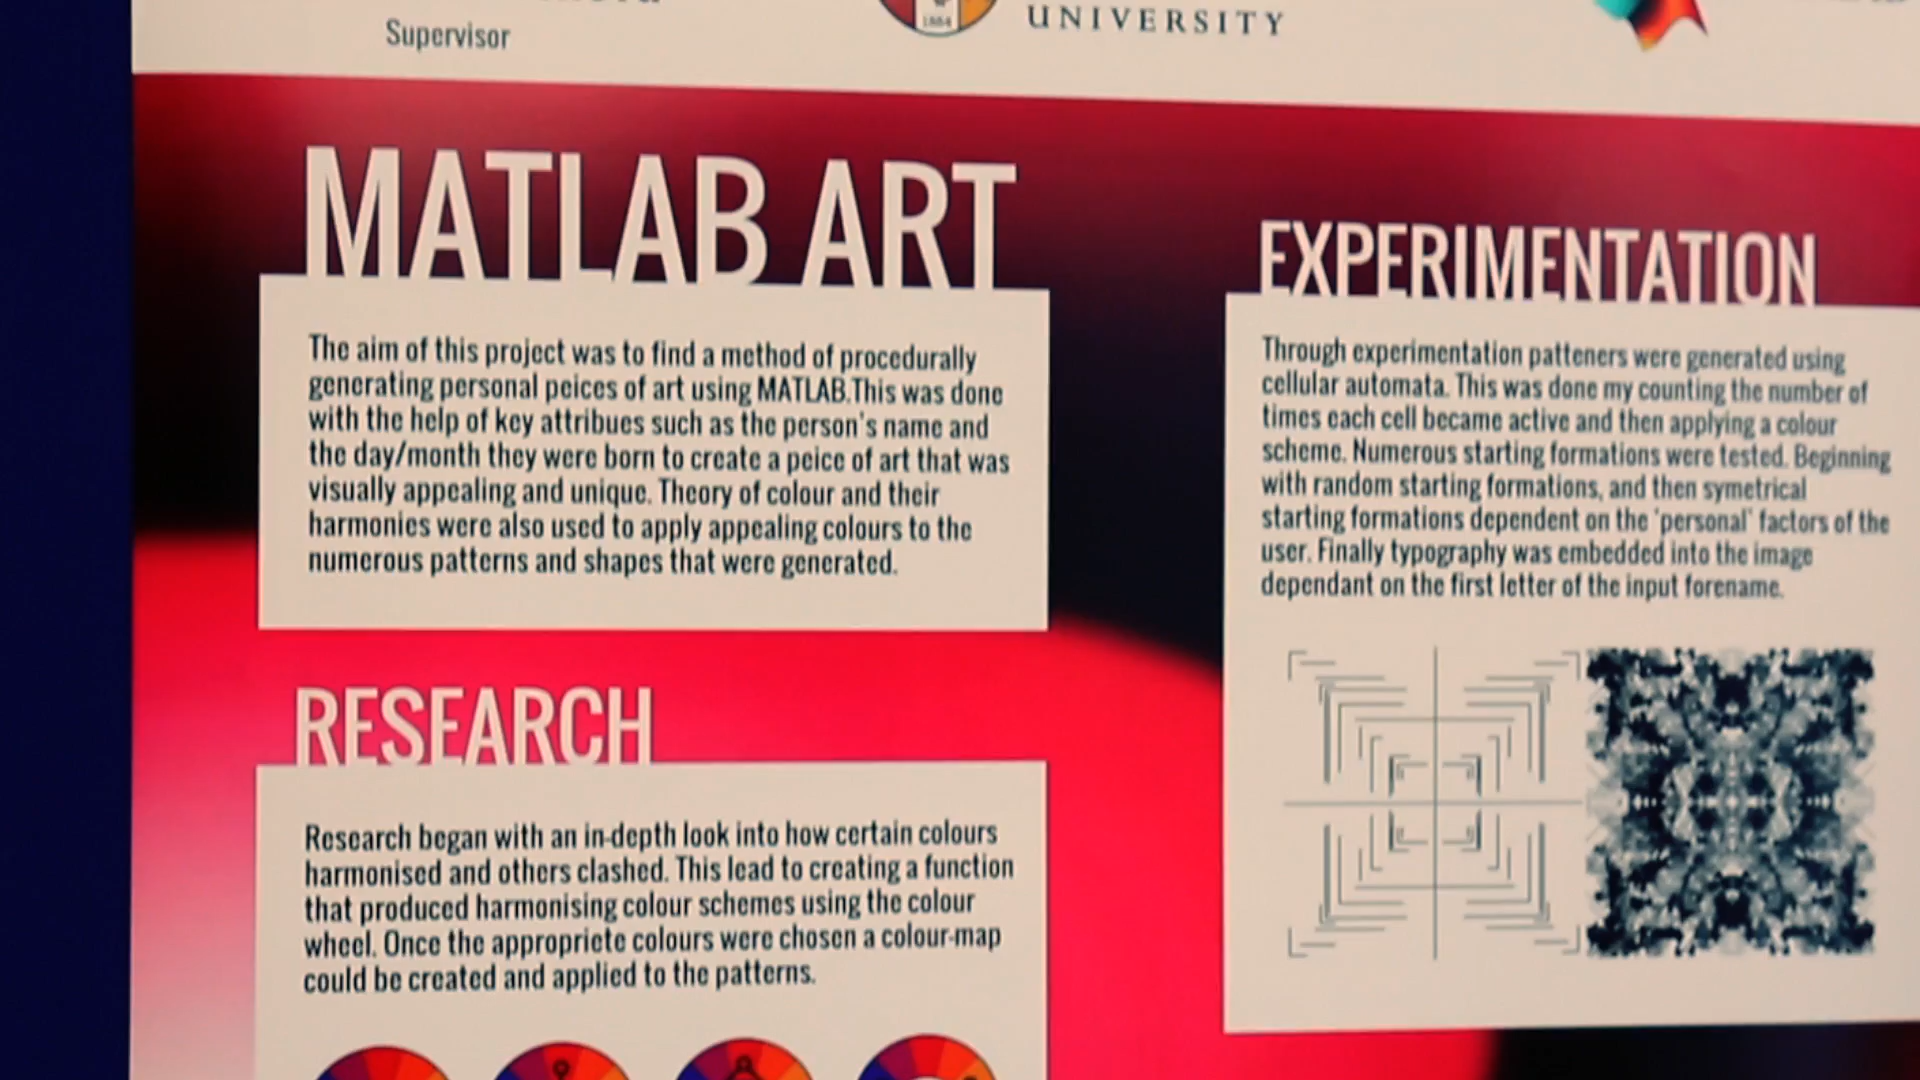 Supervisor
1884
UNIVERSITY
MATLAB ART
The aim of this project was to find a method of procedurally
generating personal peices of art using MATLAB.This was done
with the help of key attribues such as the person's name and
the day/month they were born to create a peice of art that was
visually appealing and unique. Theory of colour and their
harmonies were also used to apply appealing colours to the
numerous patterns and shapes that were generated.
RESEARCH
Research began with an in-depth look into how certain colours
harmonised and others clashed. This lead to creating a function
that produced harmonising colour schemes using the colour
wheel. Once the approprïete colours were chosen a colour-map
could be created and applied to the patterns.
EXPERIMENTATION
Through experimentation patteners were generated using
cellular automata. This was done my counting the number of
times each cell became active and then applying a colour
scheme. Numerous starting formations were tested. Beginning
with random starting formations, and then symetrical
starting formations dependent on the 'personal' factors of the
user. Finally typography was embedded into the image
dependant on the first letter of the input forename.